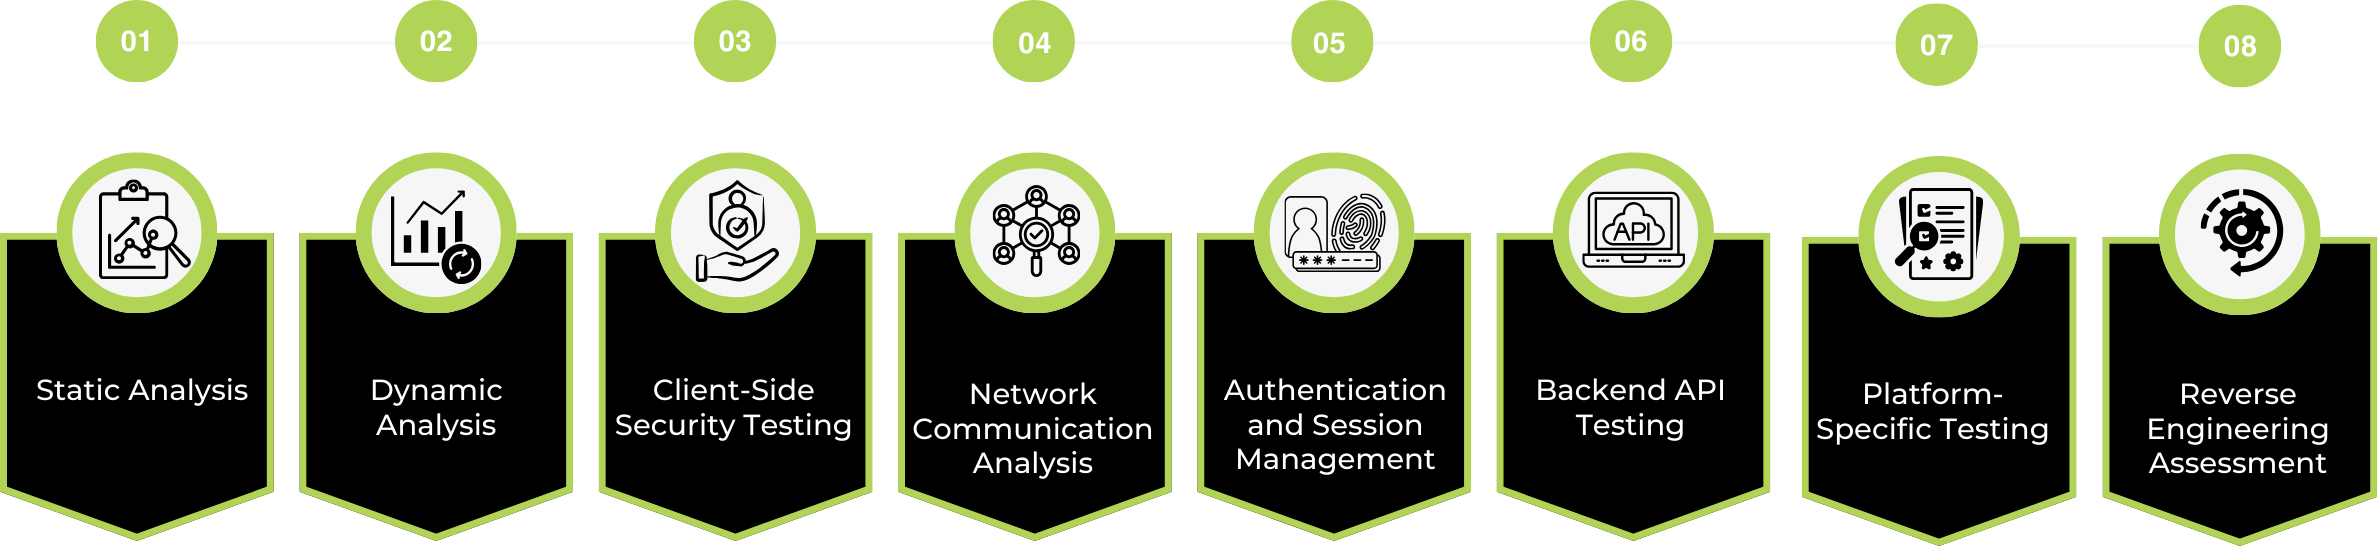 01
02
03
04
05
06
07
08
API
***---
Static Analysis
Dynamic
Analysis
Client-Side
Security Testing
Network
Communication
Analysis
Authentication
and Session
Management
Backend API
Testing
Platform-
Specific Testing
Reverse
Engineering
Assessment